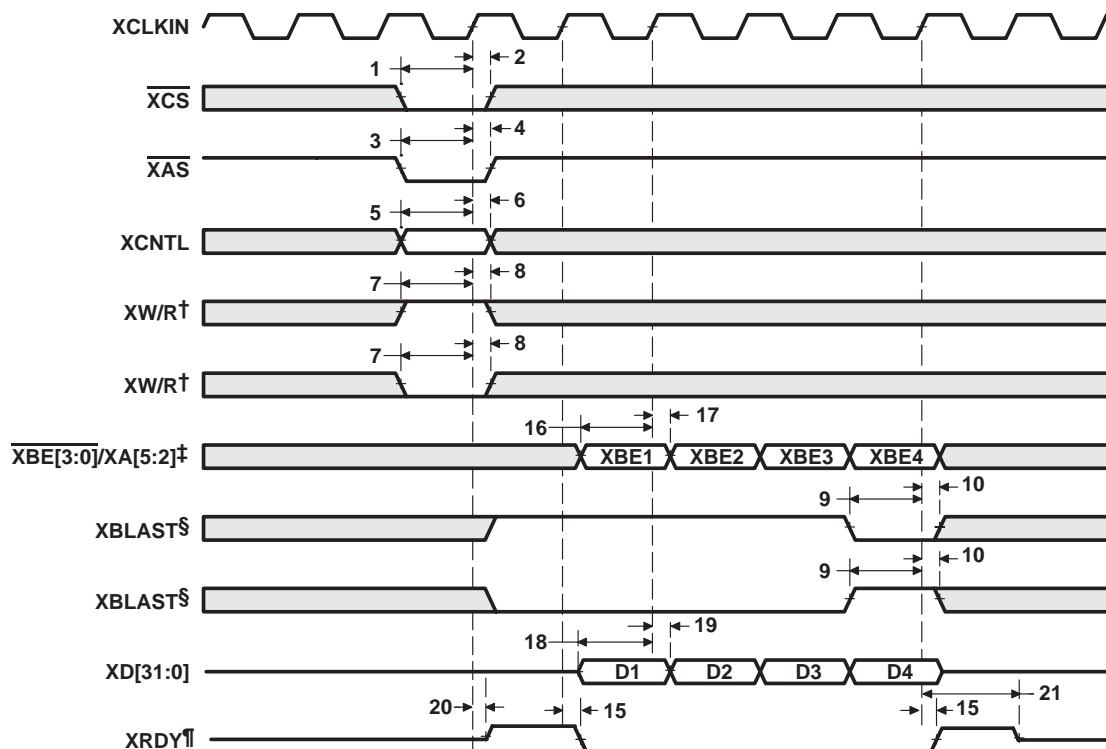 XCLKIN
1 2
XCS
3 4
XAS
5 6
XCNTL
7 8
XW/R†
7 8
XW/R†
16 17
XBE[3:0]/XA[5:2]‡ XBE1 XBE2 XBE3 XBE4
9 10
XBLAST§
9 10
XBLAST§
18 19
XD[31:0] D1 D2 D3 D4
20 15 15 21
XRDY¶